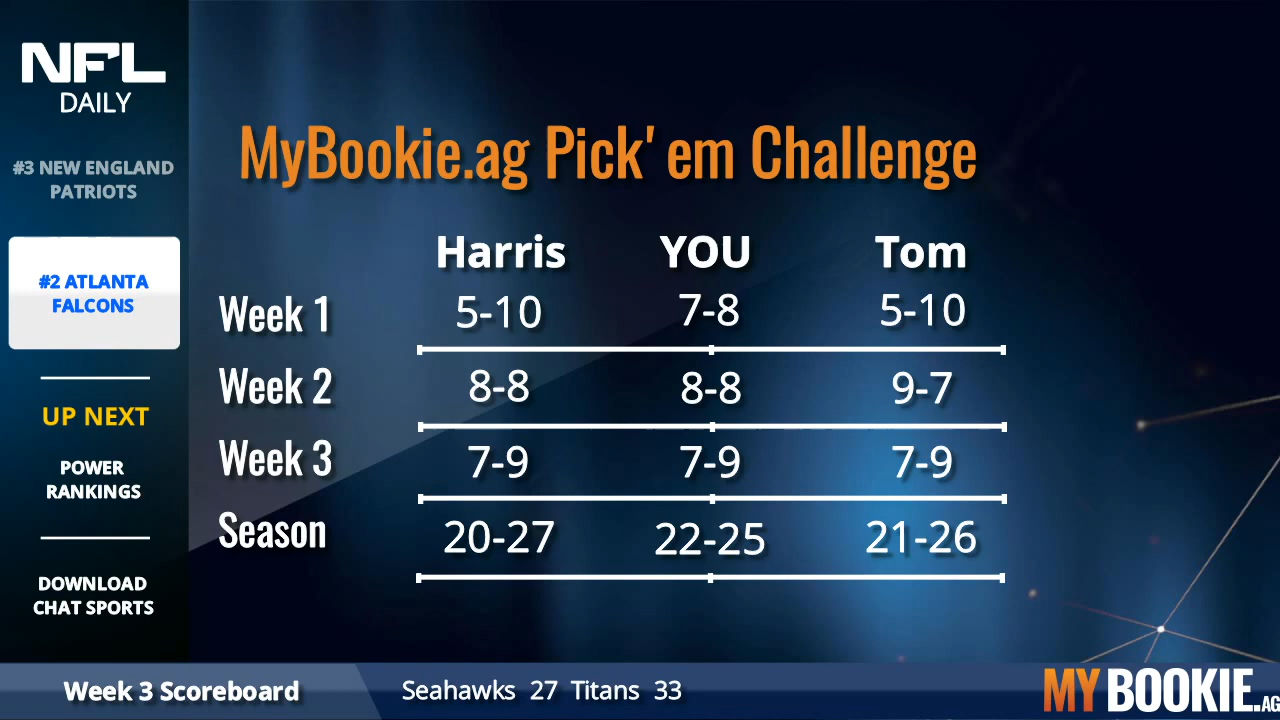 NFL
DAILY
#3 NEW ENGLAND
PATRIOTS
#2 ATLANTA
FALCONS
UP NEXT
POWER
RANKINGS
DOWNLOAD
CHAT SPORTS
MyBookie.ag Pick'em Challenge
Harris YOU Tom
Week 1 5-10 7-8 5-10
Week 2 8-8 8-8 9-7
Week 3 7-9 7-9 7-9
Season 20-27 22-25 21-26
Week 3 Scoreboard Seahawks 27 Titans 33
MYBOOKIE.AG